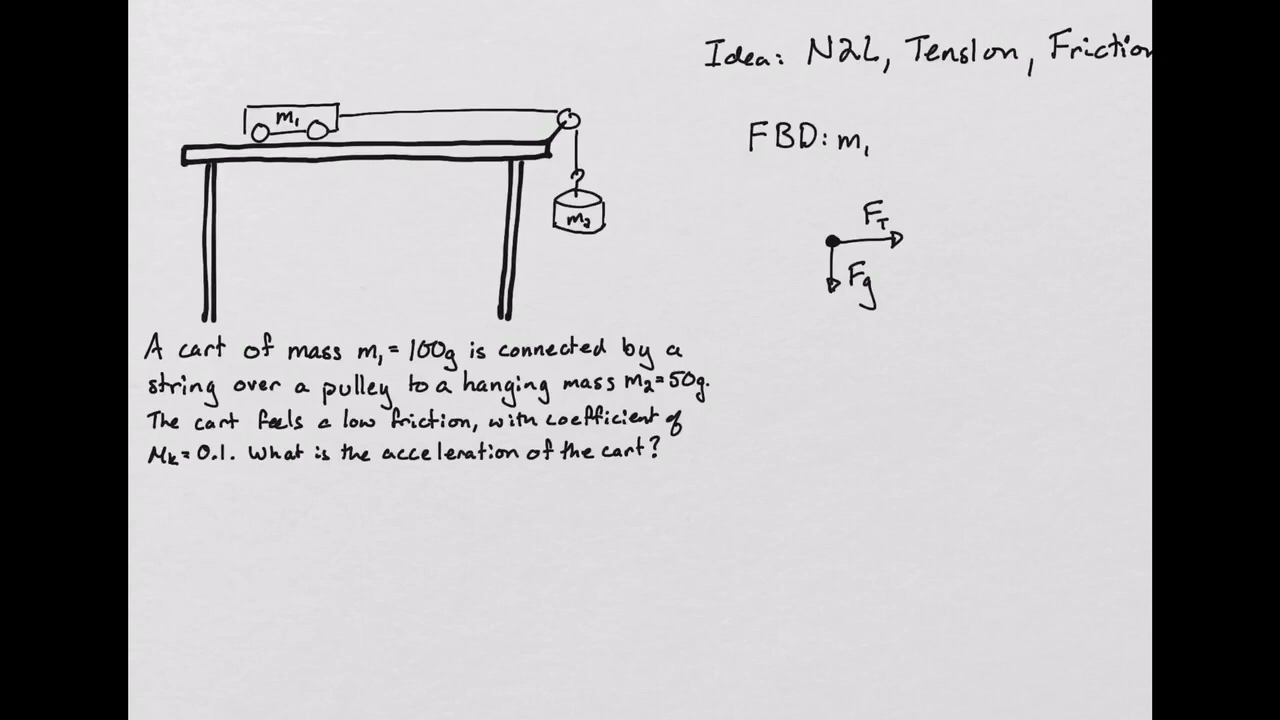 Idea: N2L, Tension, Friction
FBD: m₁
m₁
F_T
m₂
Fg
A cart of mass m₁ = 100g is connected by a
string over a pulley to a hanging mass m₂=50g.
The cart feels a low friction, with coefficient of
μₖ = 0.1. What is the acceleration of the cart?